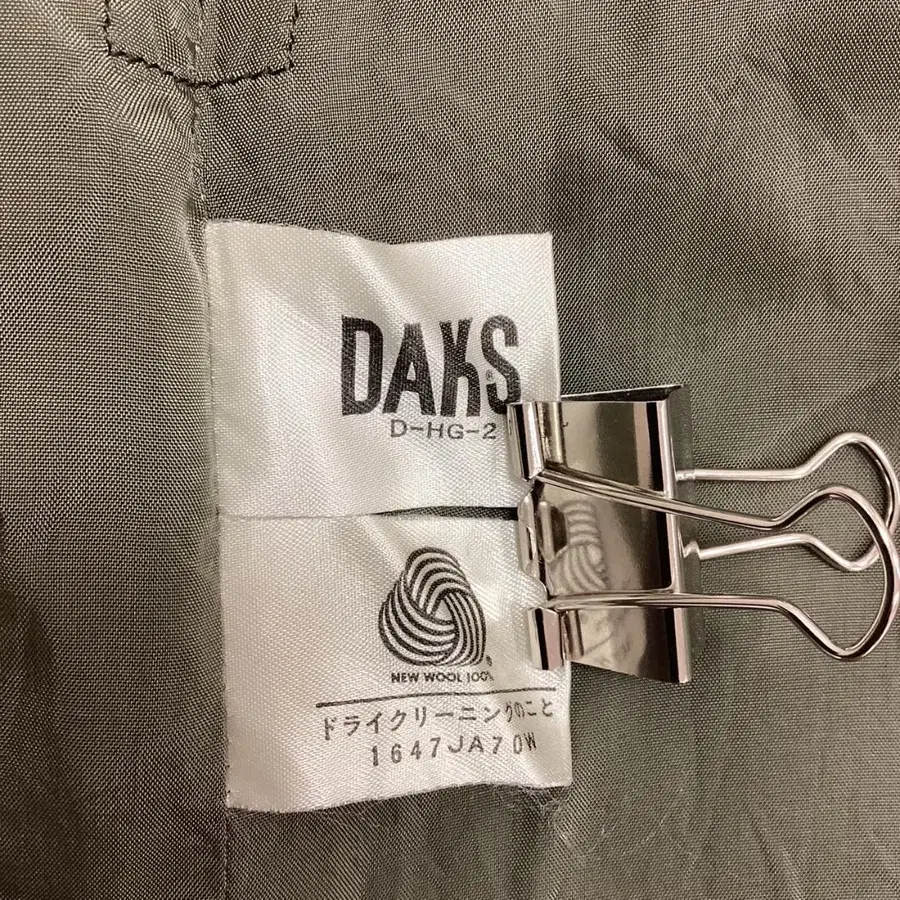 DAKS®
D-HG-2
NEW WOOL 100%
ドライクリーニングのこと
1647JA70W